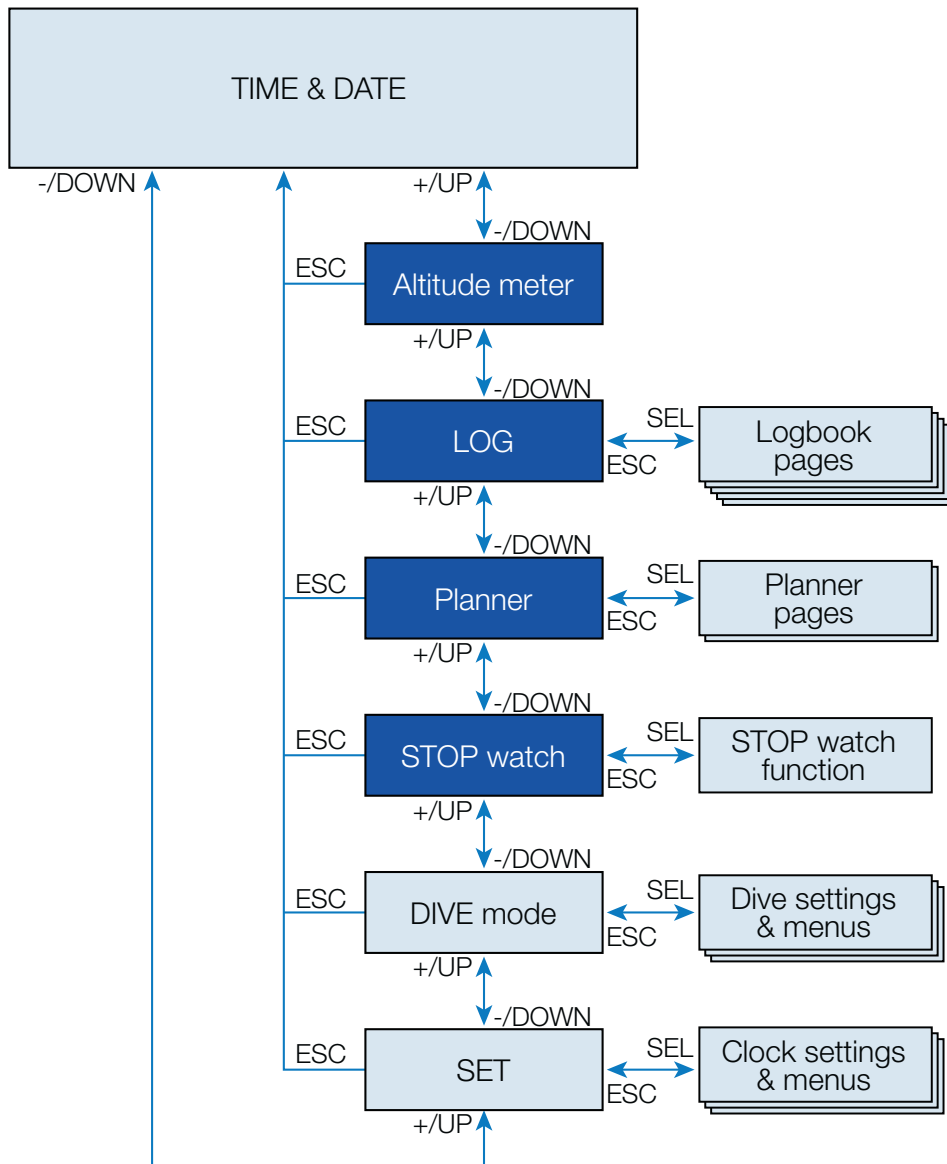 TIME & DATE
-/DOWN
+/UP
-/DOWN
ESC
Altitude meter
+/UP
-/DOWN
ESC
LOG
SEL
ESC
Logbook
pages
+/UP
-/DOWN
ESC
Planner
SEL
ESC
Planner
pages
+/UP
-/DOWN
ESC
STOP watch
SEL
ESC
STOP watch
function
+/UP
-/DOWN
ESC
DIVE mode
SEL
ESC
Dive settings
& menus
+/UP
-/DOWN
ESC
SET
SEL
ESC
Clock settings
& menus
+/UP